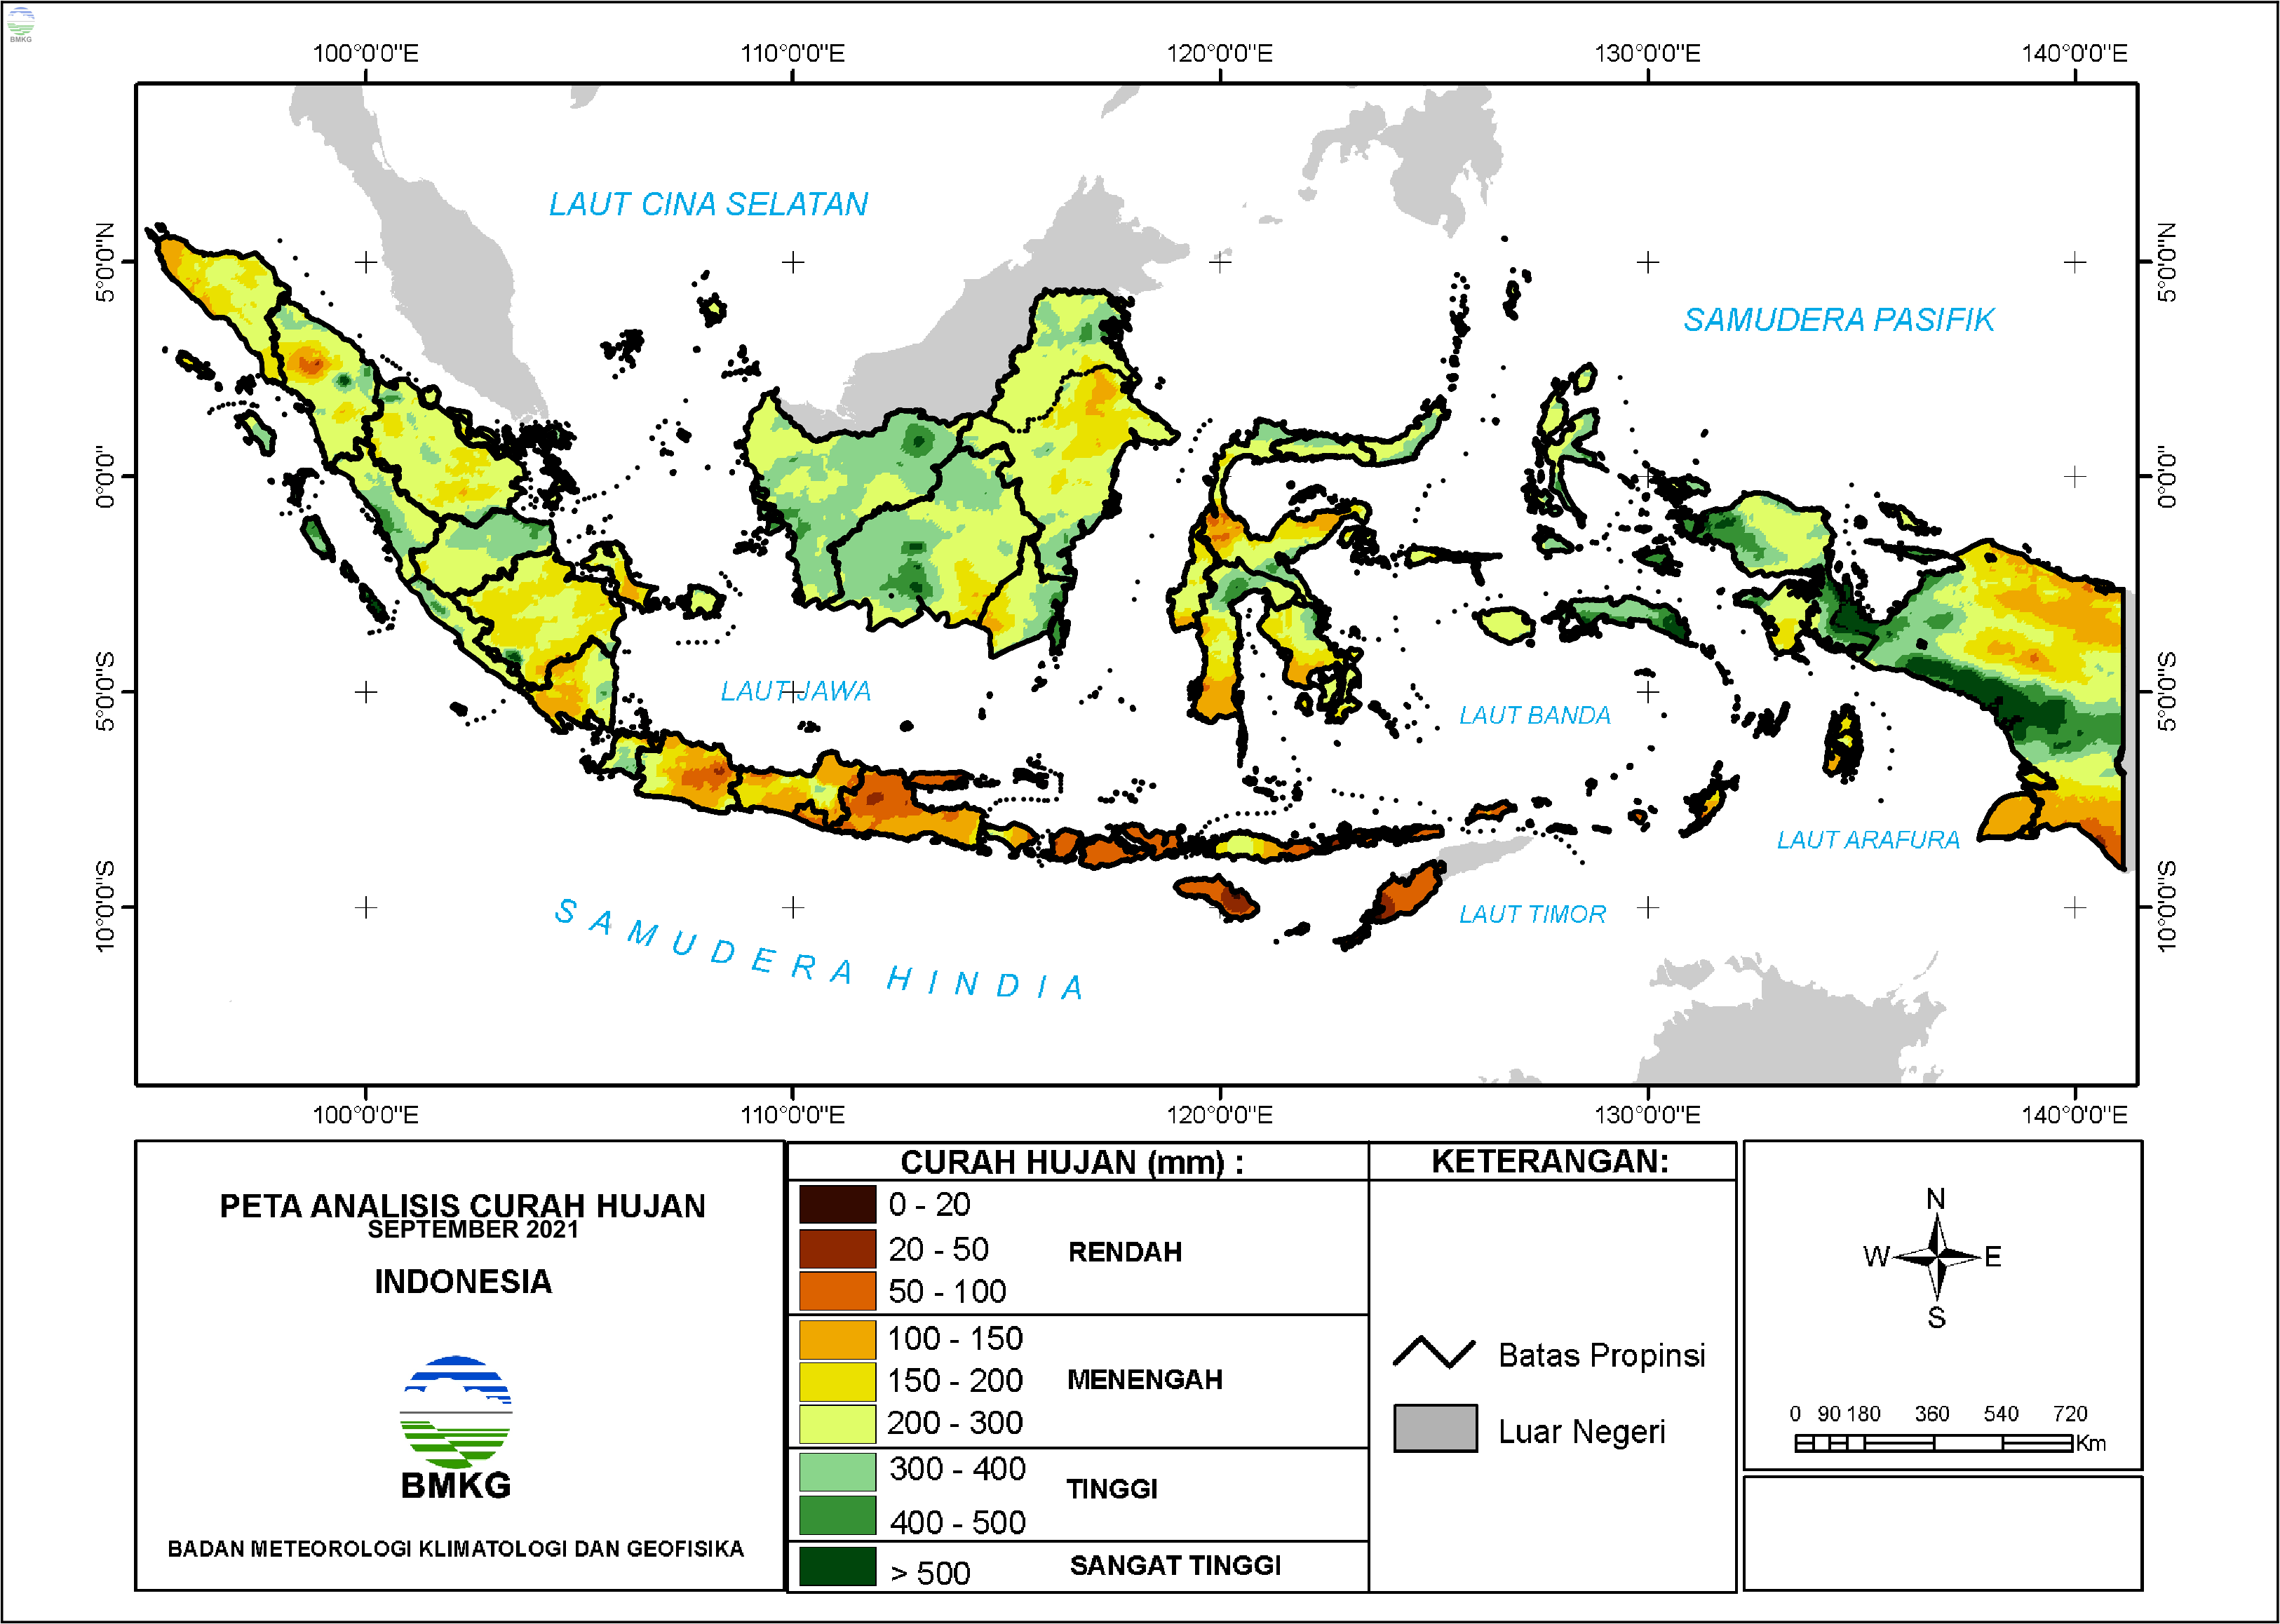 BMKG
100°0'0"E 110°0'0"E 120°0'0"E 130°0'0"E 140°0'0"E
LAUT CINA SELATAN
5°0'0"N 5°0'0"N
SAMUDERA PASIFIK
0°0'0" 0°0'0"
5°0'0"S 5°0'0"S
LAUT JAWA
LAUT BANDA
LAUT ARAFURA
10°0'0"S 10°0'0"S
LAUT TIMOR
SAMUDERA HINDIA
100°0'0"E 110°0'0"E 120°0'0"E 130°0'0"E 140°0'0"E
PETA ANALISIS CURAH HUJAN
SEPTEMBER 2021
INDONESIA
BMKG
BADAN METEOROLOGI KLIMATOLOGI DAN GEOFISIKA
CURAH HUJAN (mm) :
0 - 20
20 - 50
RENDAH
50 - 100
100 - 150
150 - 200
MENENGAH
200 - 300
300 - 400
TINGGI
400 - 500
> 500
SANGAT TINGGI
KETERANGAN:
Batas Propinsi
Luar Negeri
N
W E
S
0 90 180 360 540 720
Km